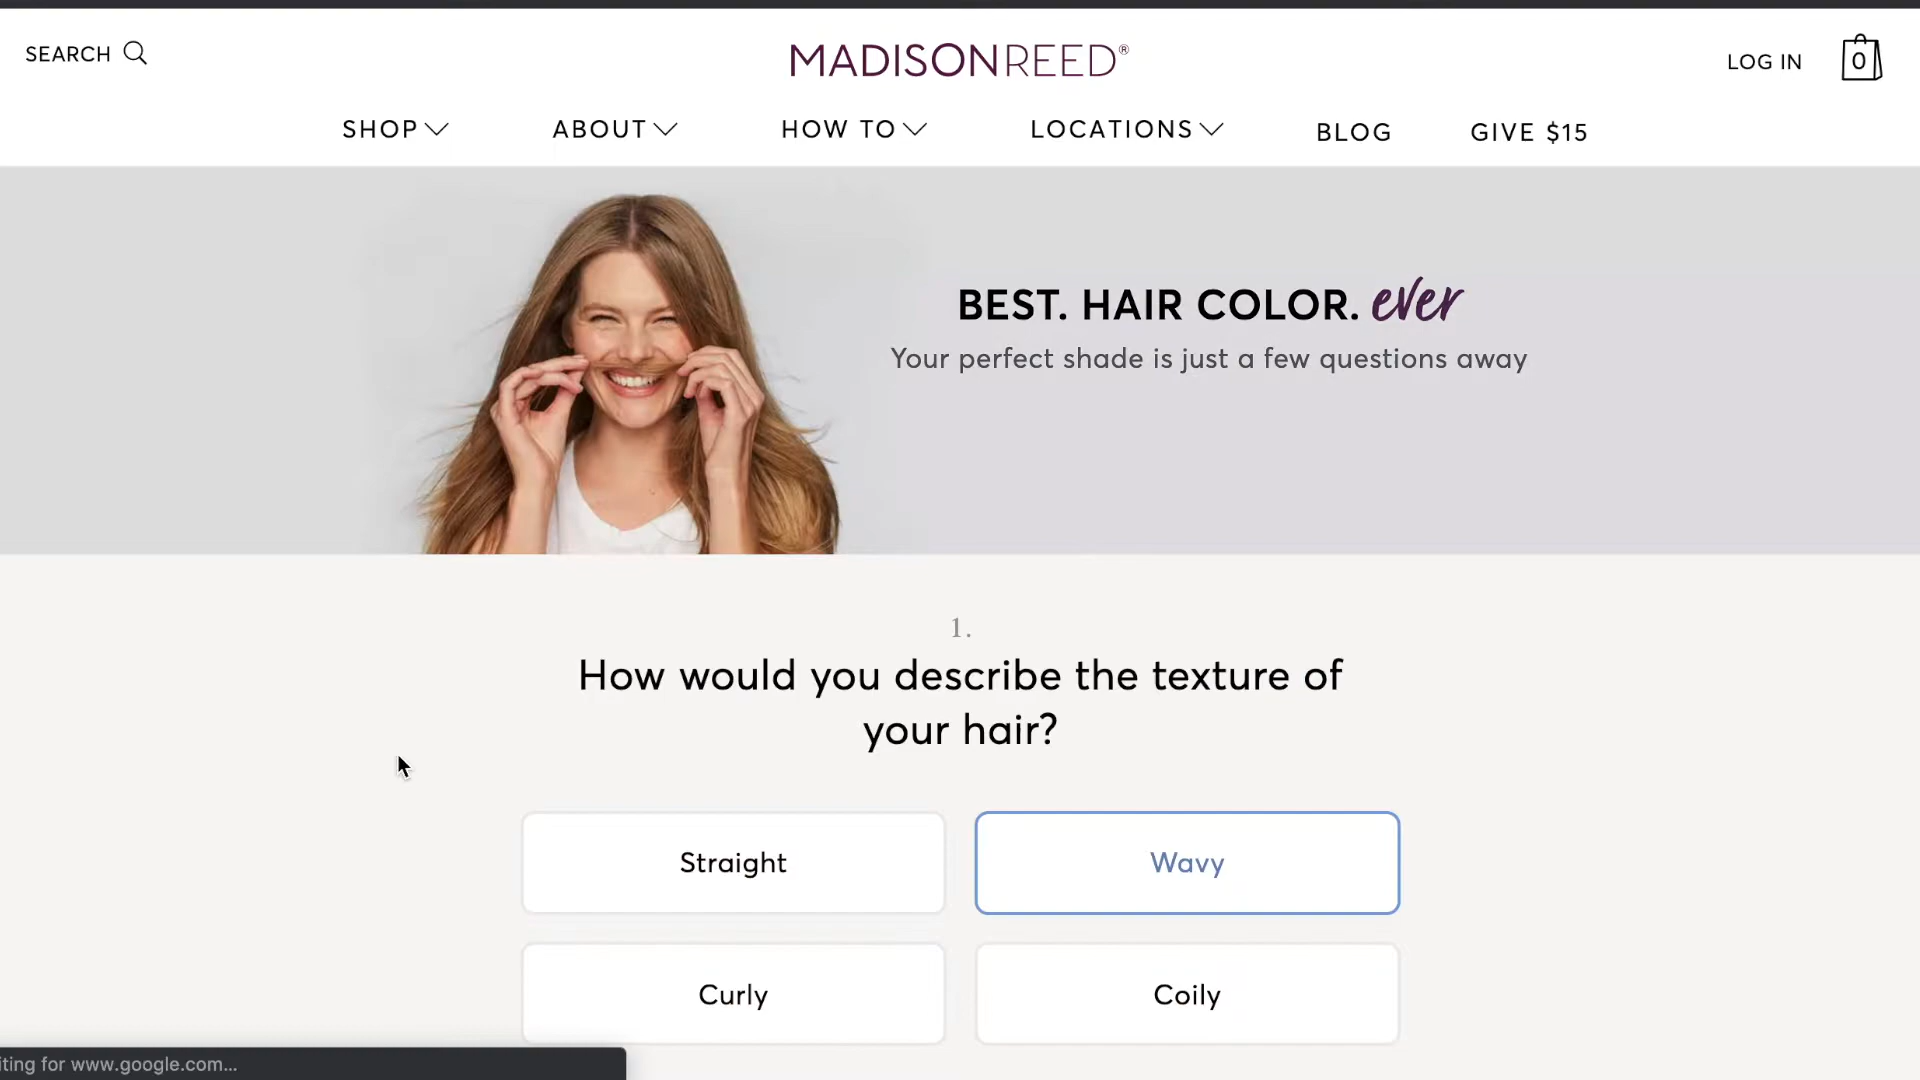 SEARCH
MADISONREED®
LOG IN
0
SHOP
ABOUT
HOW TO
LOCATIONS
BLOG
GIVE $15
BEST. HAIR COLOR. ever
Your perfect shade is just a few questions away
1.
How would you describe the texture of
your hair?
Straight
Wavy
Curly
Coily
iting for www.google.com...